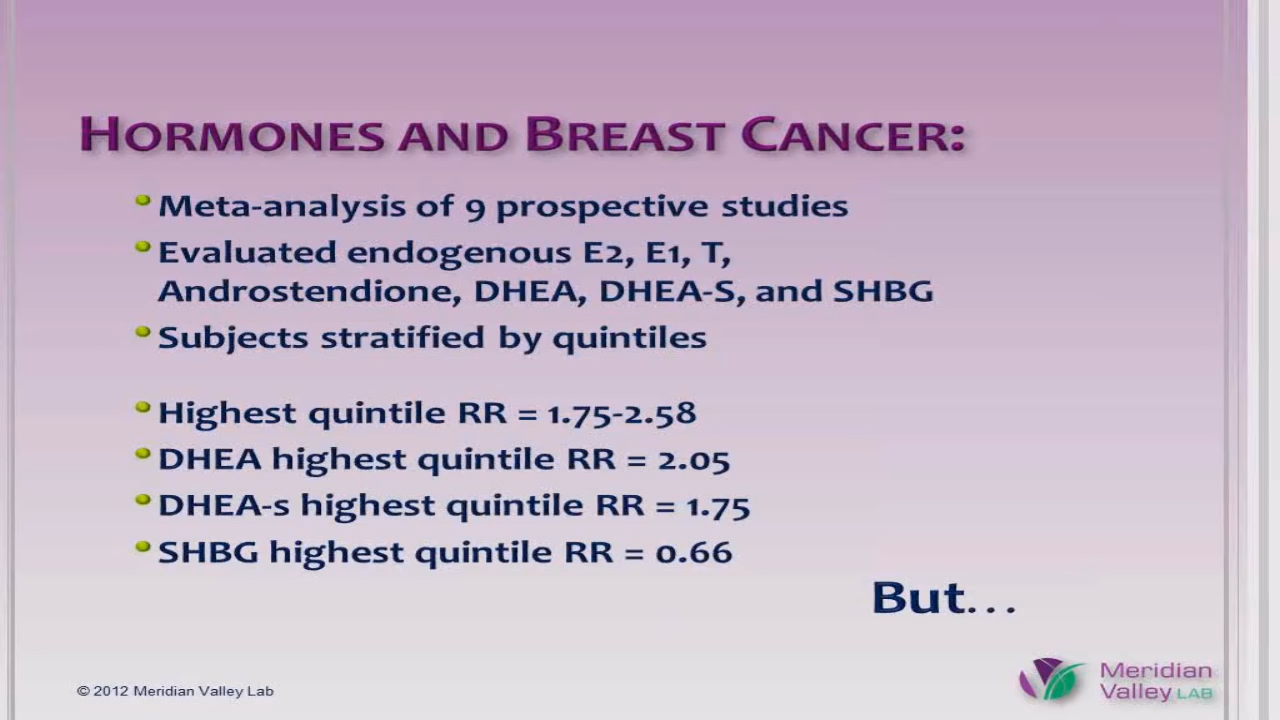 HORMONES AND BREAST CANCER:
Meta-analysis of 9 prospective studies
Evaluated endogenous E2, E1, T,
Androstendione, DHEA, DHEA-S, and SHBG
Subjects stratified by quintiles
Highest quintile RR = 1.75-2.58
DHEA highest quintile RR = 2.05
DHEA-s highest quintile RR = 1.75
SHBG highest quintile RR = 0.66
But...
© 2012 Meridian Valley Lab
Meridian
Valley LAB